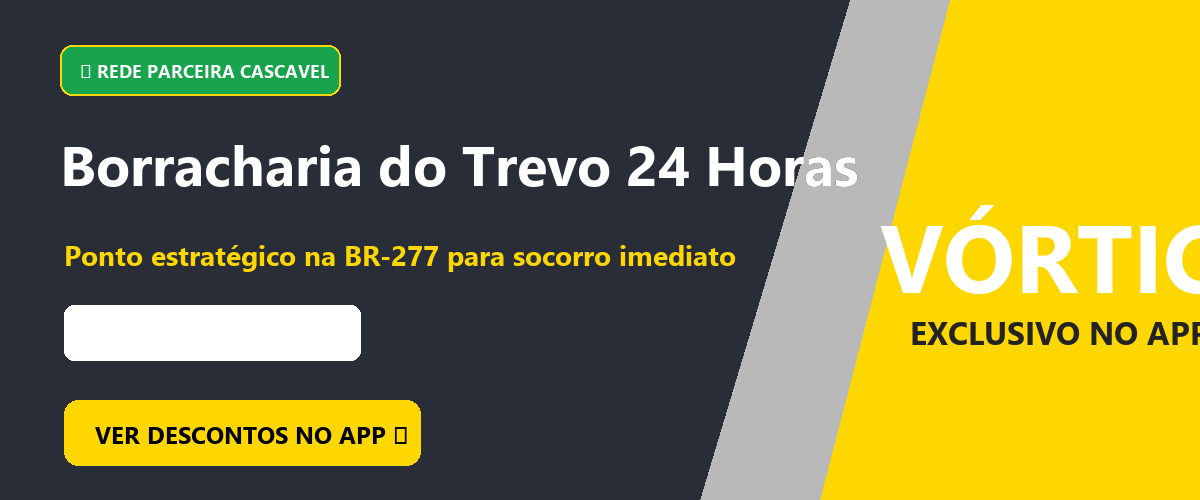 REDE PARCEIRA CASCAVEL
Borracharia do Trevo 24 Horas
Ponto estratégico na BR-277 para socorro imediato
VER DESCONTOS NO APP
VÓRTIC
EXCLUSIVO NO APP